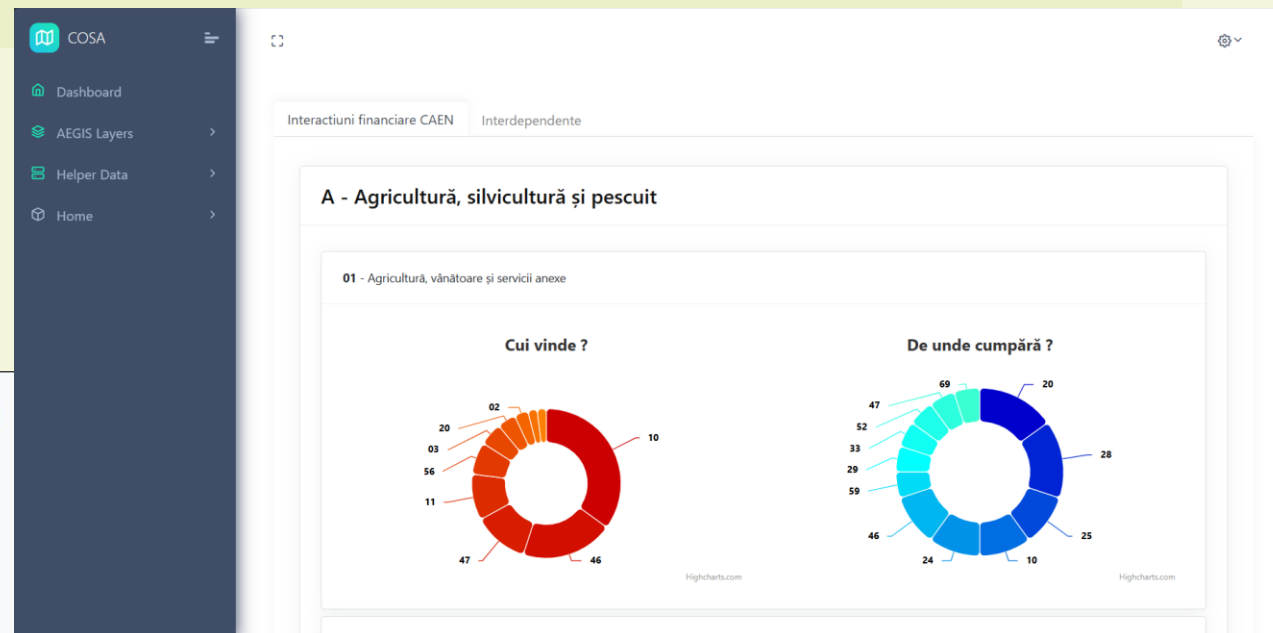 COSA
Dashboard
AEGIS Layers
Helper Data
Home
Interactiuni financiare CAEN
Interdependente
A - Agricultură, silvicultură și pescuit
01 - Agricultură, vânătoare și servicii anexe
Cui vinde ?
02
20
03
56
11
47
46
10
Highcharts.com
De unde cumpără ?
69
47
52
33
29
59
46
24
10
25
28
20
Highcharts.com